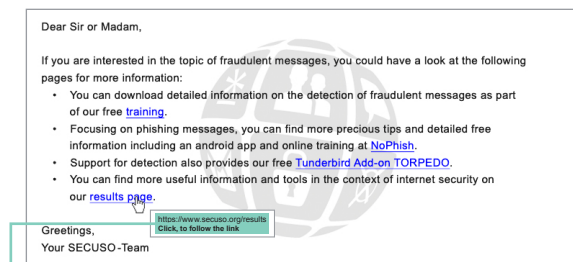 Dear Sir or Madam,
If you are interested in the topic of fraudulent messages, you could have a look at the following
pages for more information:
• You can download detailed information on the detection of fraudulent messages as part
of our free training.
• Focusing on phishing messages, you can find more precious tips and detailed free
information including an android app and online training at NoPhish.
• Support for detection also provides our free Tunderbird Add-on TORPEDO.
• You can find more useful information and tools in the context of internet security on
our results page.
https://www.secuso.org/results
Click, to follow the link
Greetings,
Your SECUSO-Team